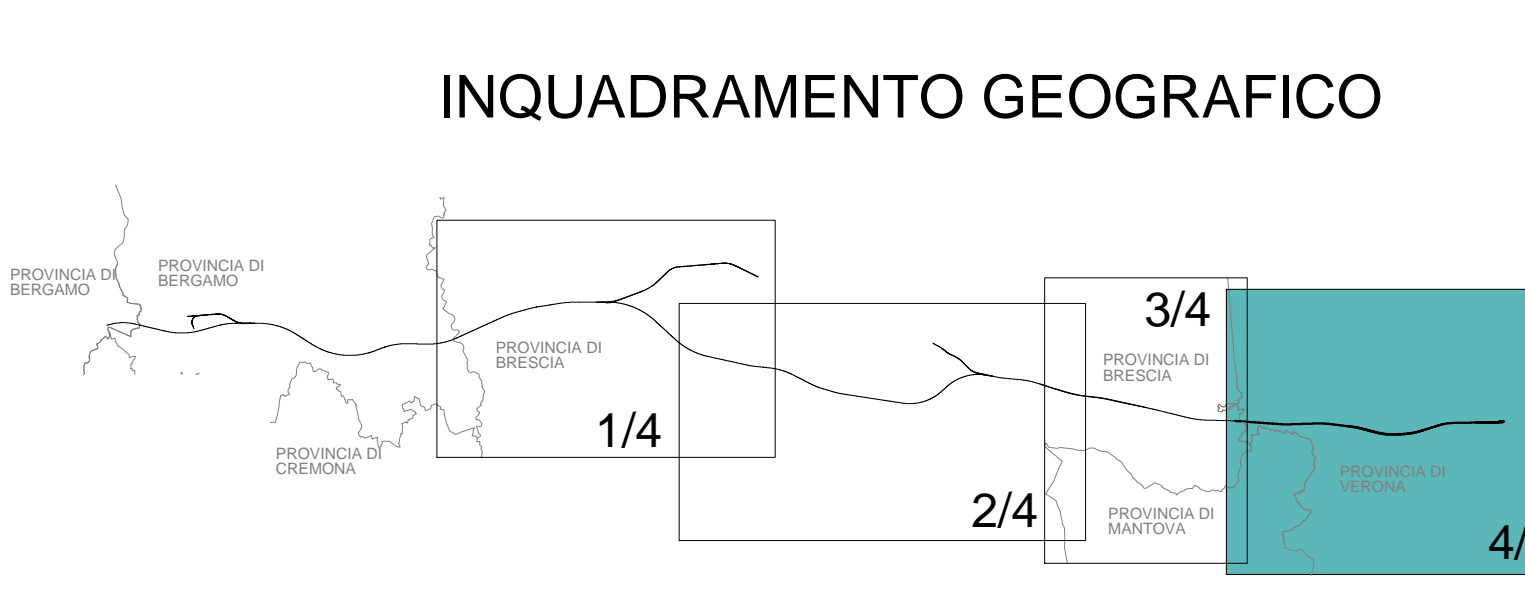 INQUADRAMENTO GEOGRAFICO
PROVINCIA DI
BERGAMO
PROVINCIA DI
BERGAMO
PROVINCIA DI
CREMONA
PROVINCIA DI
BRESCIA
1/4
2/4
3/4
PROVINCIA DI
BRESCIA
PROVINCIA DI
MANTOVA
PROVINCIA DI
VERONA
4/